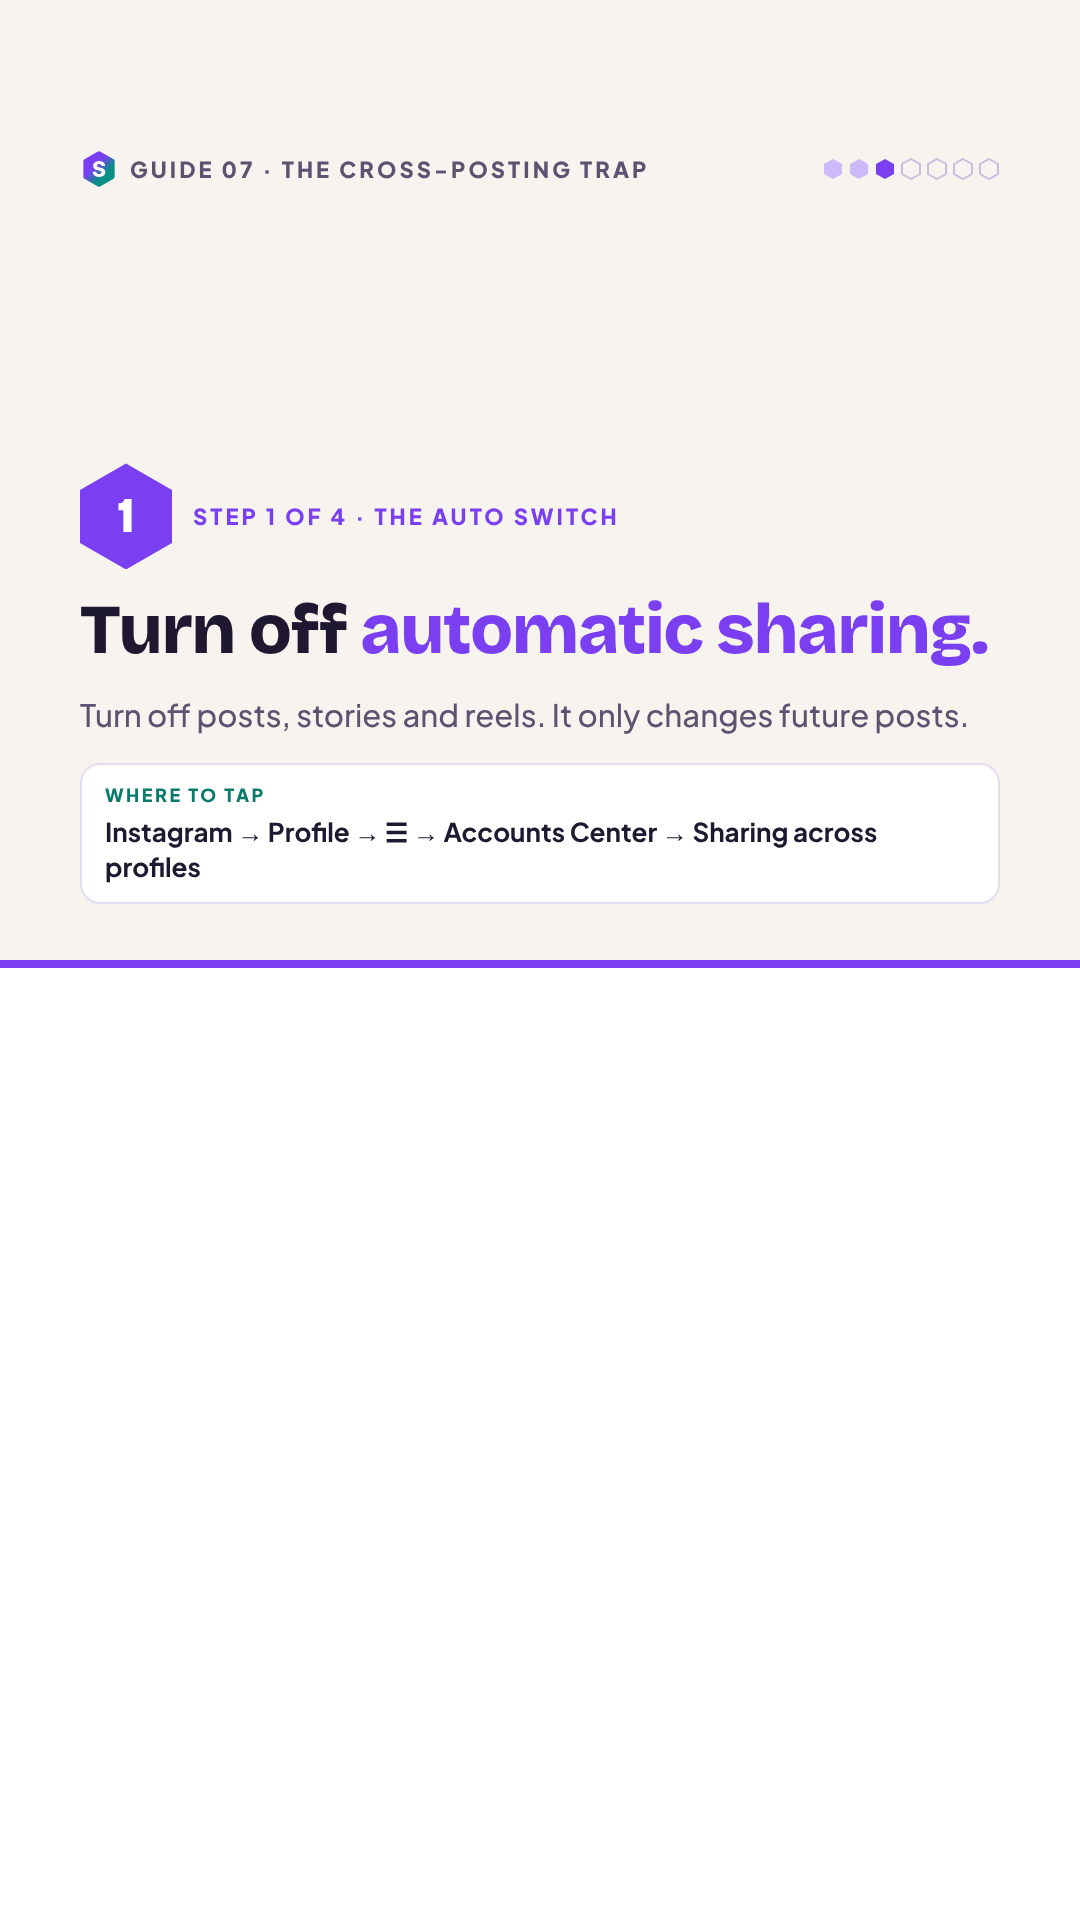 S GUIDE 07 · THE CROSS-POSTING TRAP
1
STEP 1 OF 4 · THE AUTO SWITCH
Turn off automatic sharing.
Turn off posts, stories and reels. It only changes future posts.
WHERE TO TAP
Instagram → Profile → ☰ → Accounts Center → Sharing across
profiles